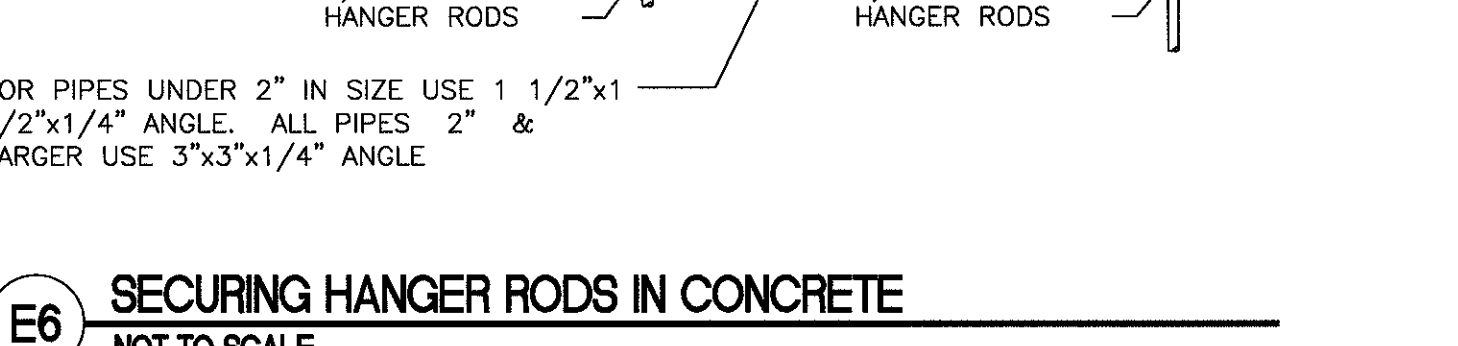 HANGER RODS
HANGER RODS
OR PIPES UNDER 2" IN SIZE USE 1 1/2"x1
/2"x1/4" ANGLE. ALL PIPES 2" &
ARGER USE 3"x3"x1/4" ANGLE
E6
SECURING HANGER RODS IN CONCRETE
NOT TO SCALE